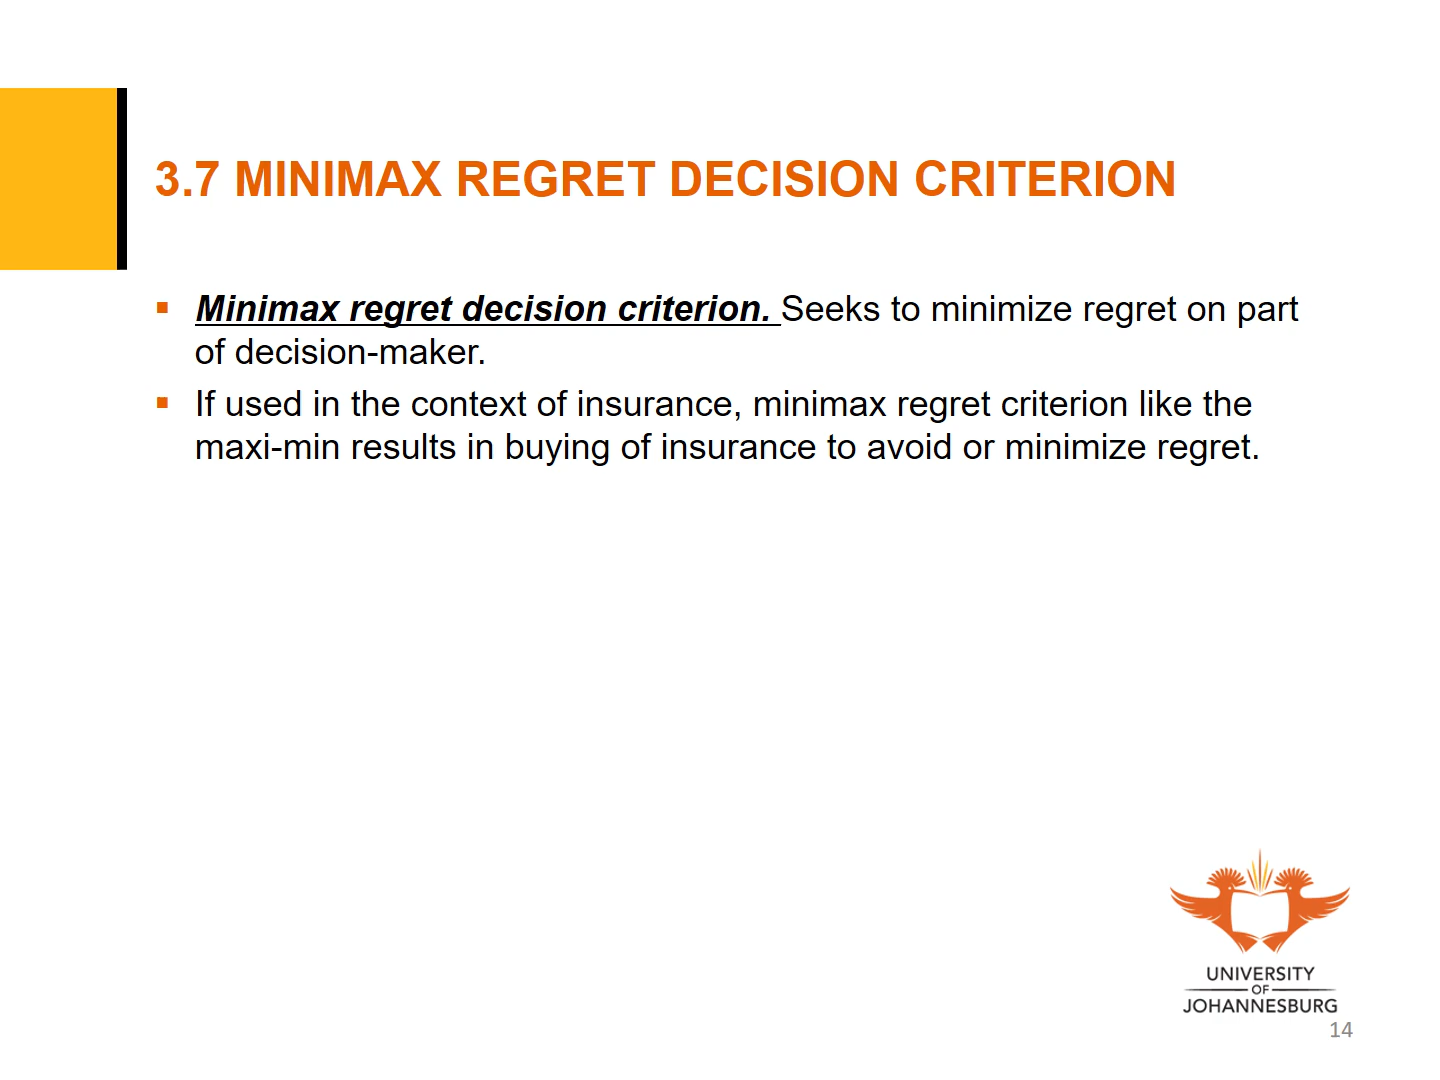 3.7 MINIMAX REGRET DECISION CRITERION
▪ Minimax regret decision criterion. Seeks to minimize regret on part
of decision-maker.
▪ If used in the context of insurance, minimax regret criterion like the
maxi-min results in buying of insurance to avoid or minimize regret.
UNIVERSITY
OF
JOHANNESBURG
14